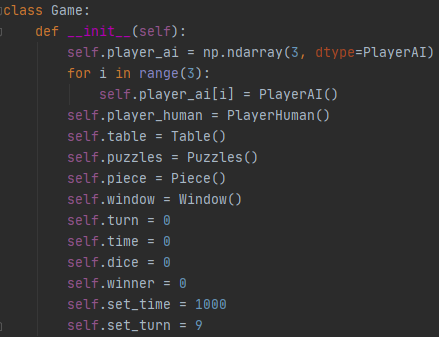 class Game:
    def __init__(self):
        self.player_ai = np.ndarray(3, dtype=PlayerAI)
        for i in range(3):
            self.player_ai[i] = PlayerAI()
        self.player_human = PlayerHuman()
        self.table = Table()
        self.puzzles = Puzzles()
        self.piece = Piece()
        self.window = Window()
        self.turn = 0
        self.time = 0
        self.dice = 0
        self.winner = 0
        self.set_time = 1000
        self.set_turn = 9